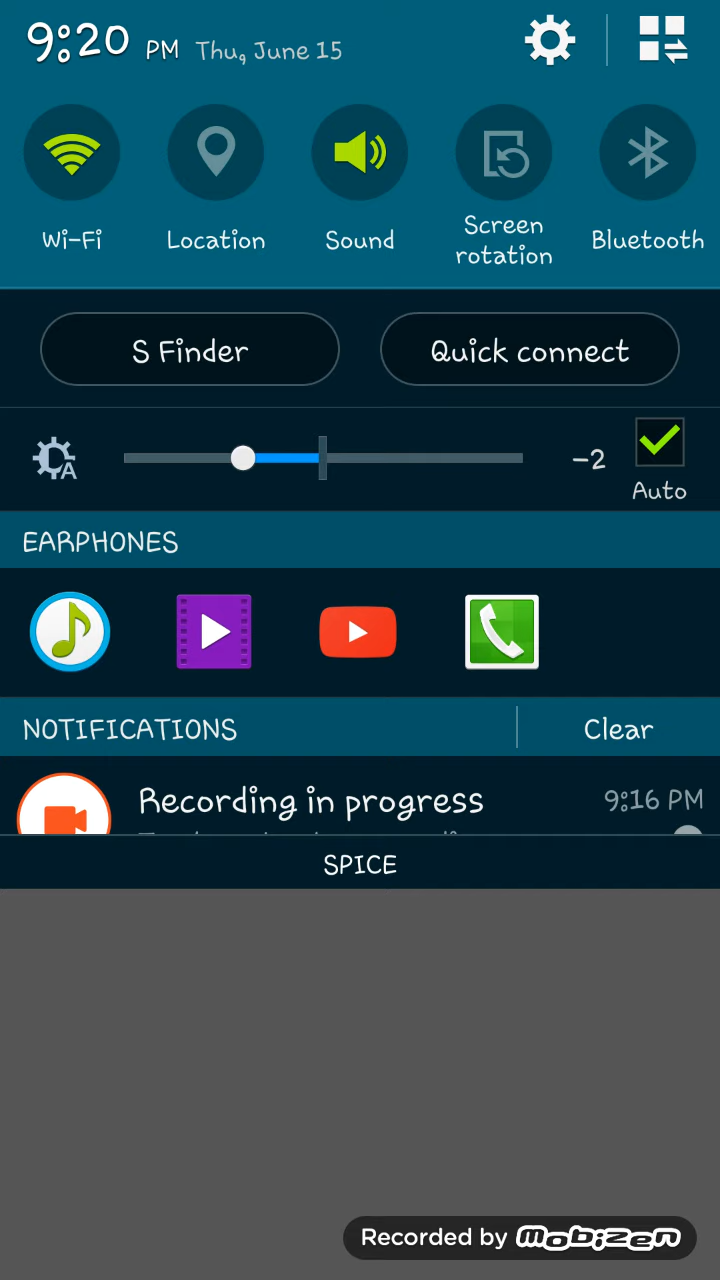 9:20 PM Thu, June 15
Wi-Fi
Location
Sound
Screen
rotation
Bluetooth
S Finder
Quick connect
-2
Auto
EARPHONES
NOTIFICATIONS
Clear
Recording in progress
9:16 PM
SPICE
Recorded by mobizen